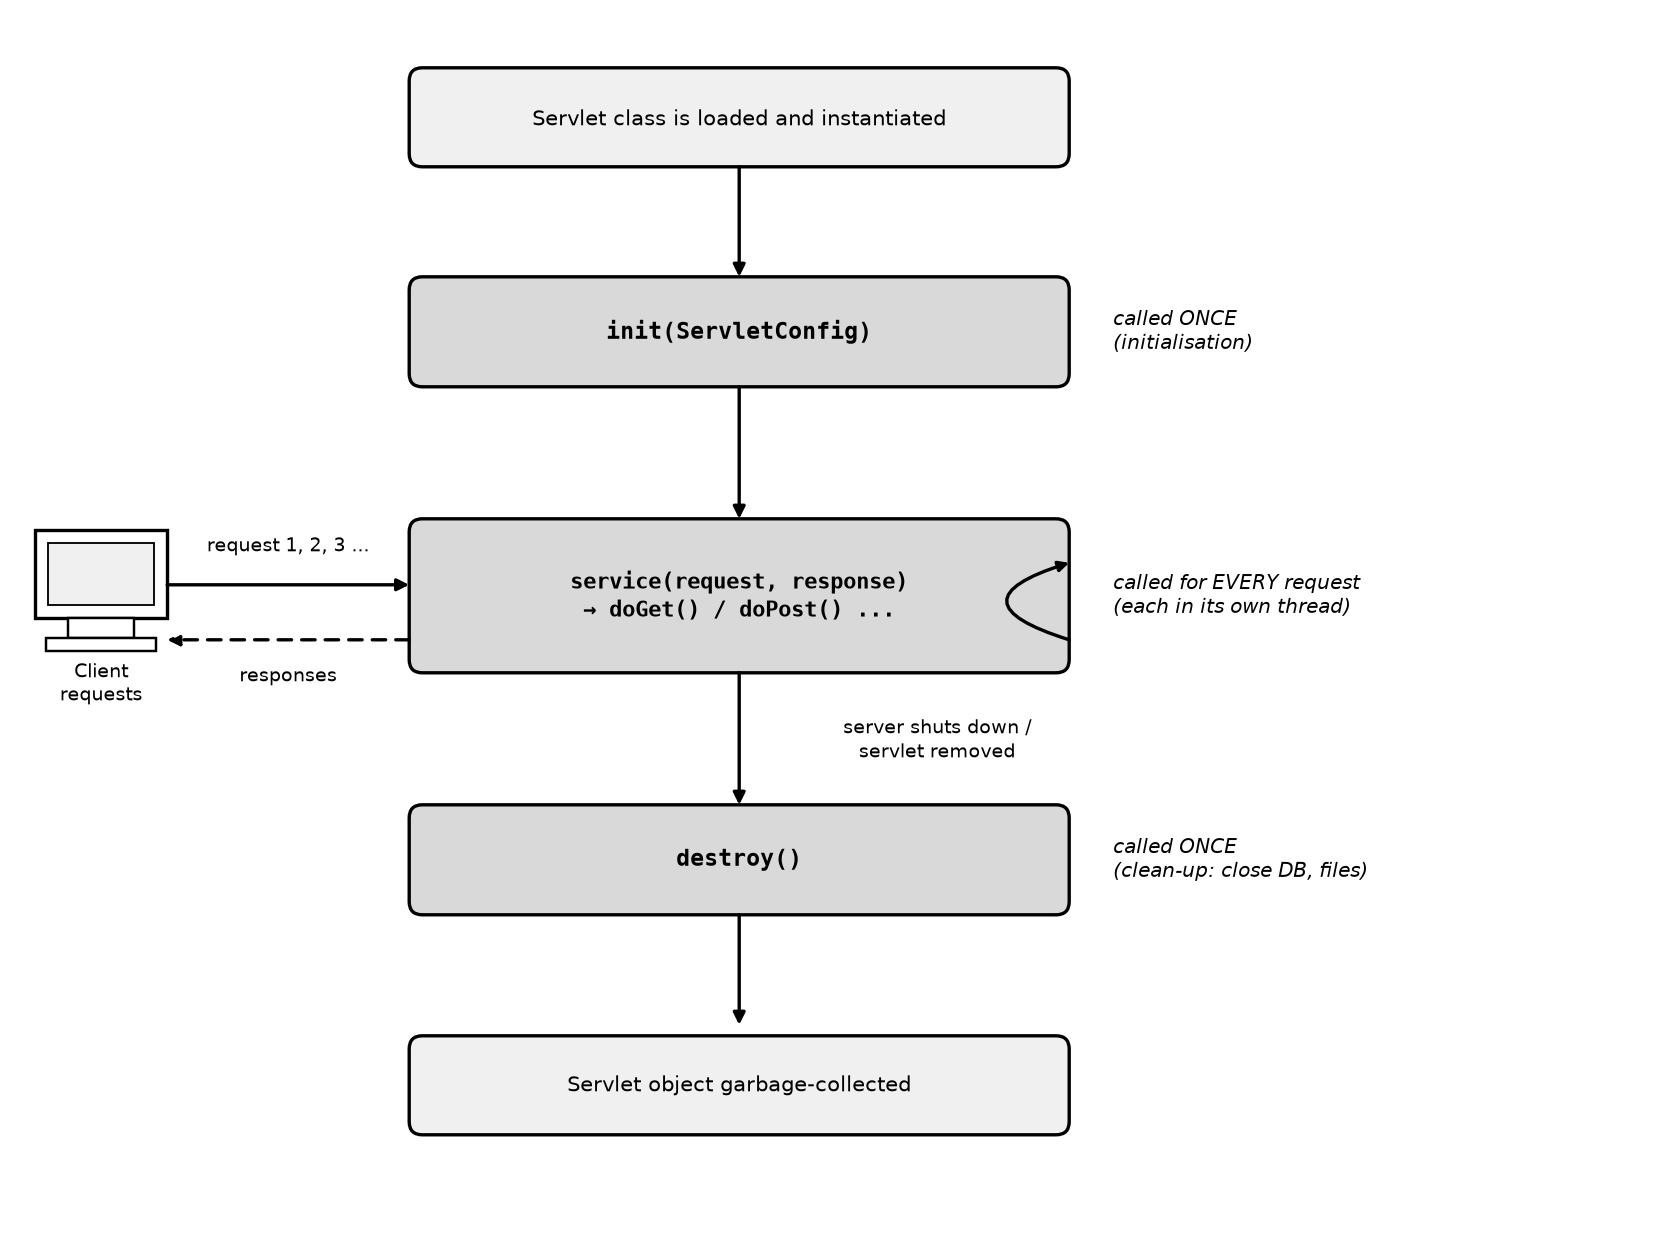 Servlet class is loaded and instantiated
init(ServletConfig)
called ONCE
(initialisation)
request 1, 2, 3 ...
service(request, response)
→ doGet() / doPost() ...
called for EVERY request
(each in its own thread)
Client
requests
responses
server shuts down /
servlet removed
destroy()
called ONCE
(clean-up: close DB, files)
Servlet object garbage-collected